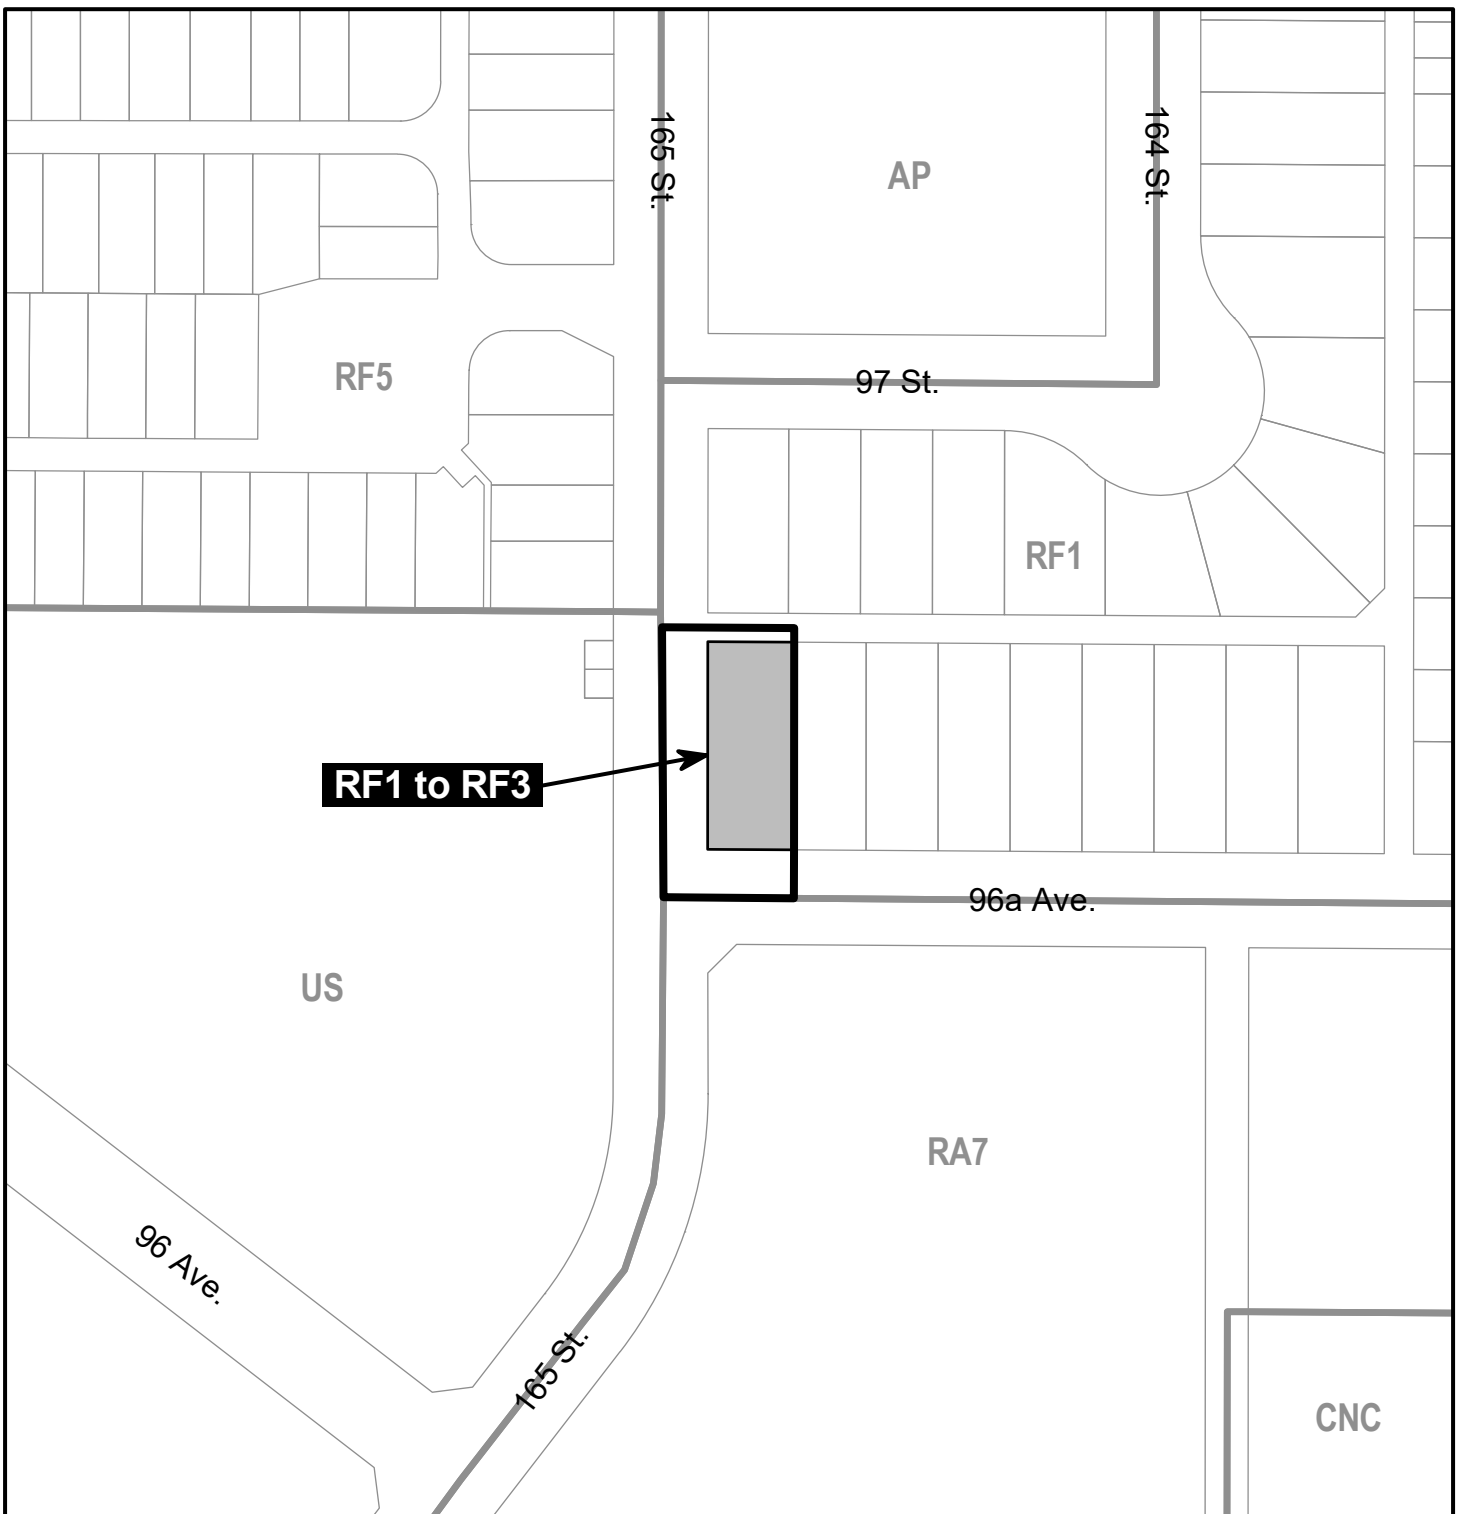 165 St.
AP
164 St.
RF5
97 St.
RF1
RF1 to RF3
96a Ave.
US
RA7
96 Ave.
165 St.
CNC